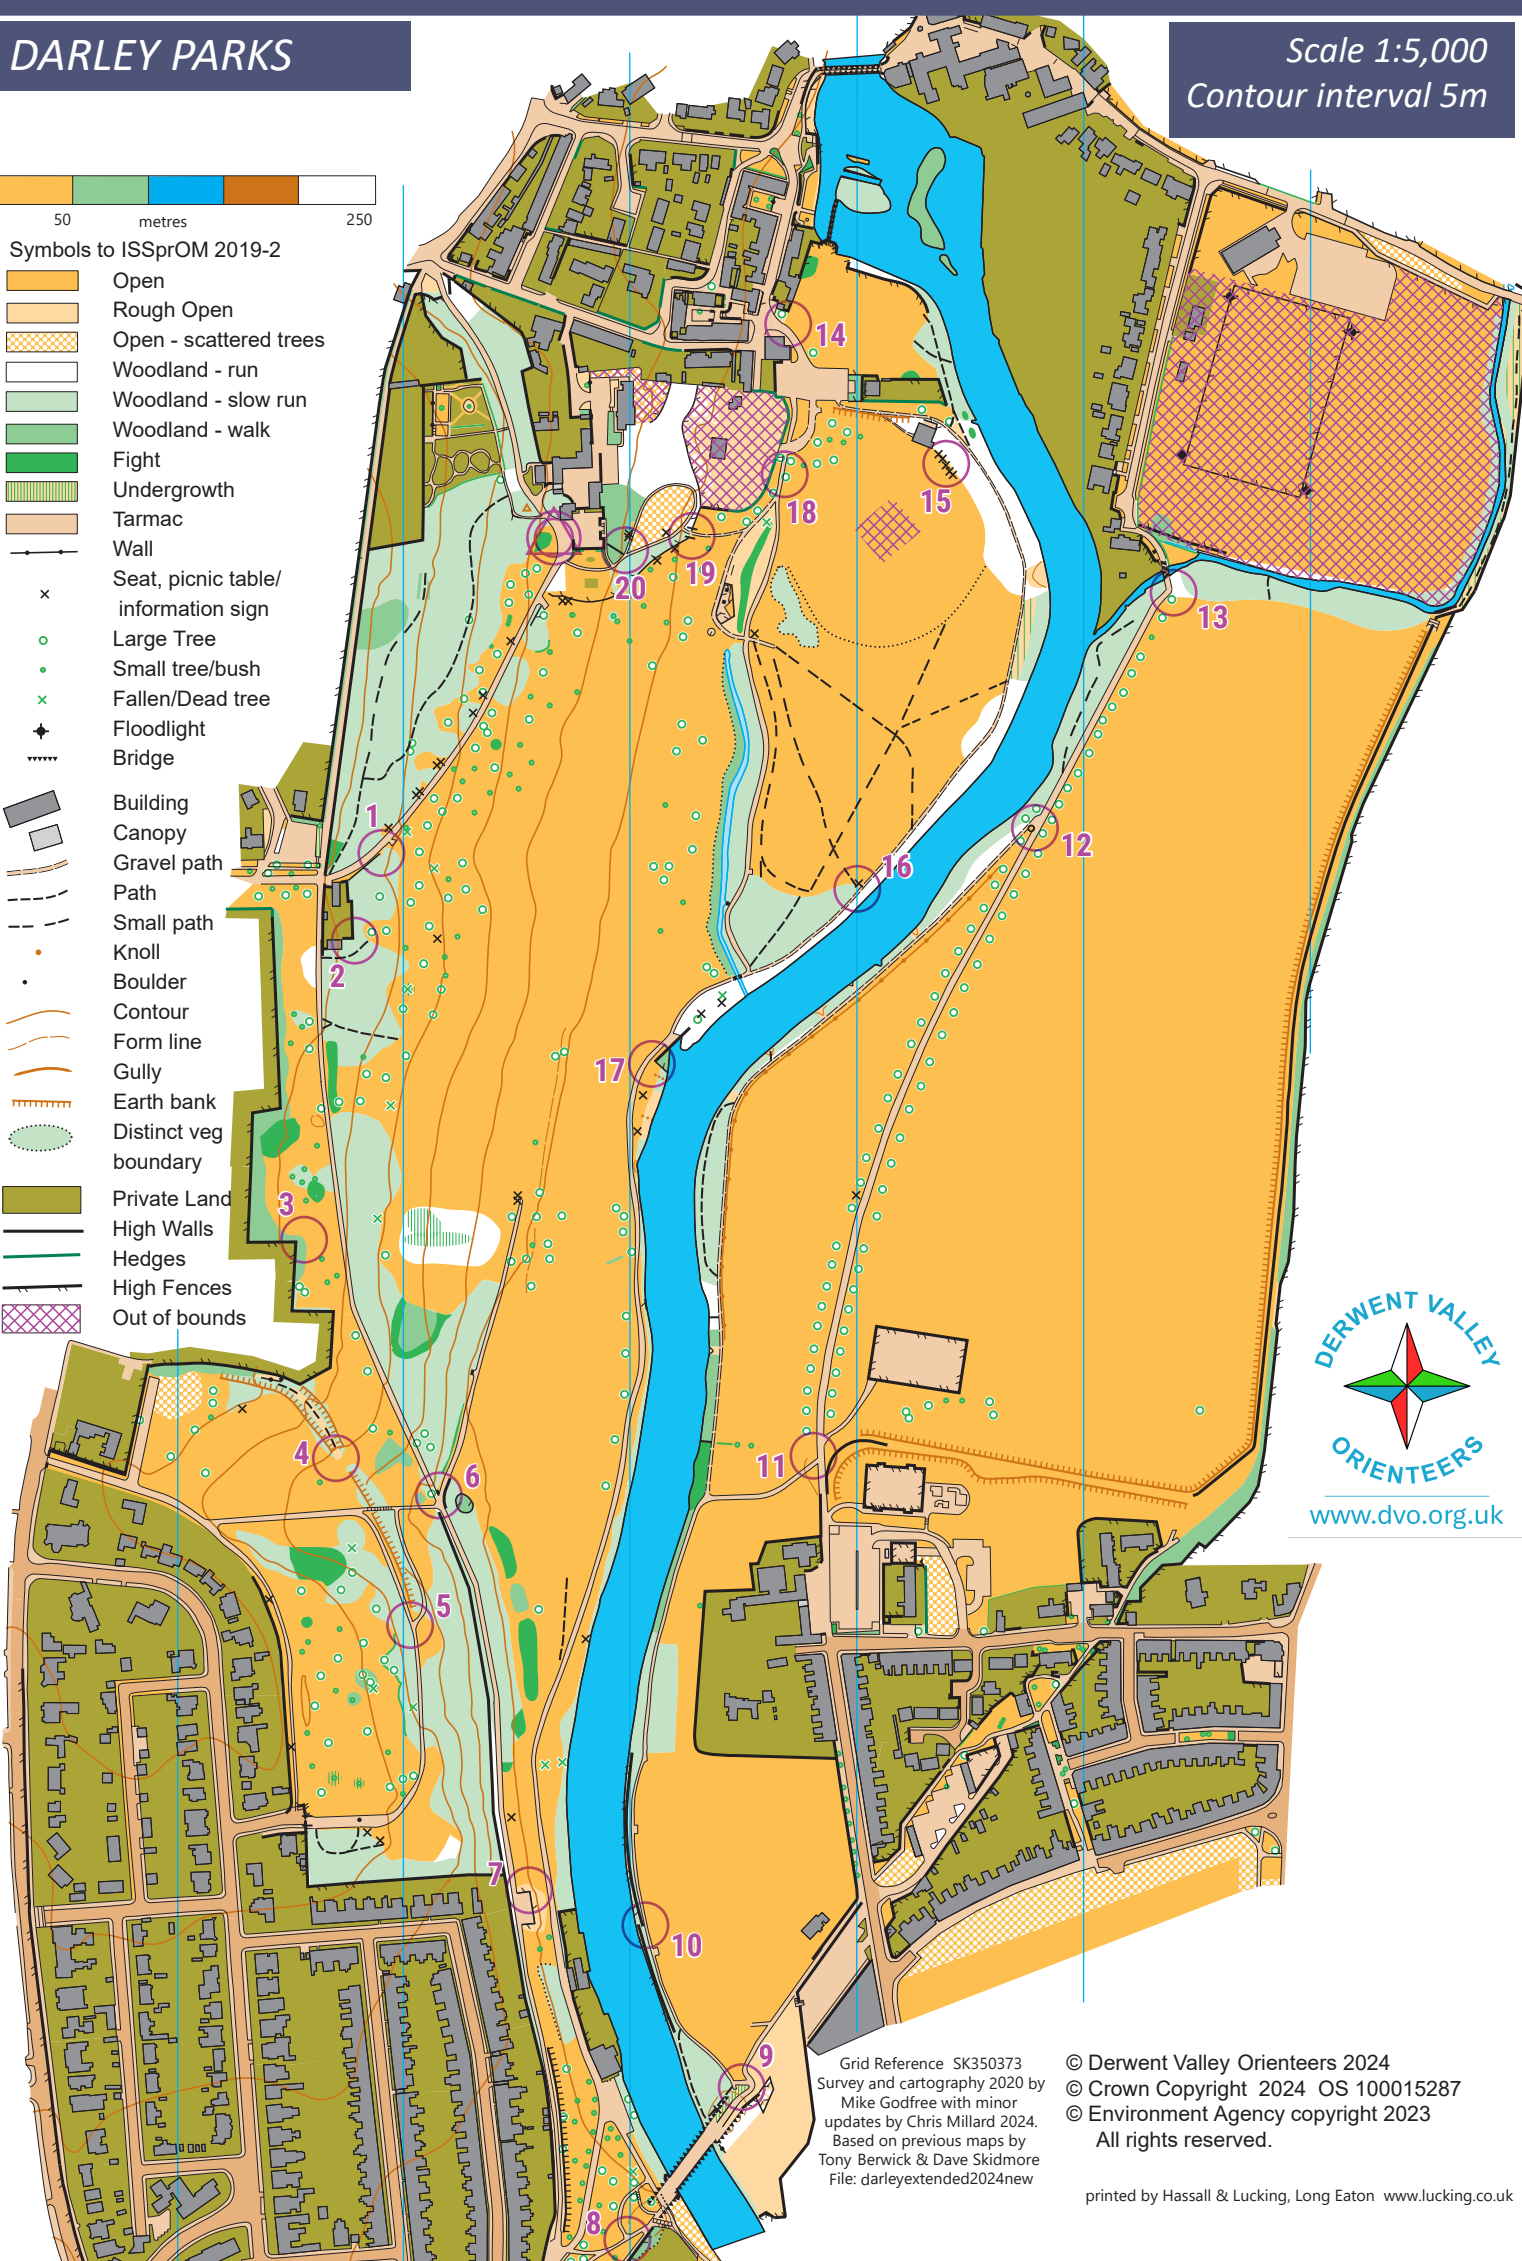 DARLEY PARKS
Scale 1:5,000
Contour interval 5m
50 metres 250
Symbols to ISSprOM 2019-2
Open
Rough Open
Open - scattered trees
Woodland - run
Woodland - slow run
Woodland - walk
Fight
Undergrowth
Tarmac
Wall
Seat, picnic table/
information sign
Large Tree
Small tree/bush
Fallen/Dead tree
Floodlight
Bridge
Building
Canopy
Gravel path
Path
Small path
Knoll
Boulder
Contour
Form line
Gully
Earth bank
Distinct veg
boundary
Private Land
High Walls
Hedges
High Fences
Out of bounds
14
15
18
19
20
13
1
12
16
2
17
3
4
6
11
5
7
10
9
8
DERWENT VALLEY
ORIENTEERS
www.dvo.org.uk
Grid Reference SK350373
Survey and cartography 2020 by
Mike Godfree with minor
updates by Chris Millard 2024.
Based on previous maps by
Tony Berwick & Dave Skidmore
File: darleyextended2024new
© Derwent Valley Orienteers 2024
© Crown Copyright 2024 OS 100015287
© Environment Agency copyright 2023
All rights reserved.
printed by Hassall & Lucking, Long Eaton www.lucking.co.uk